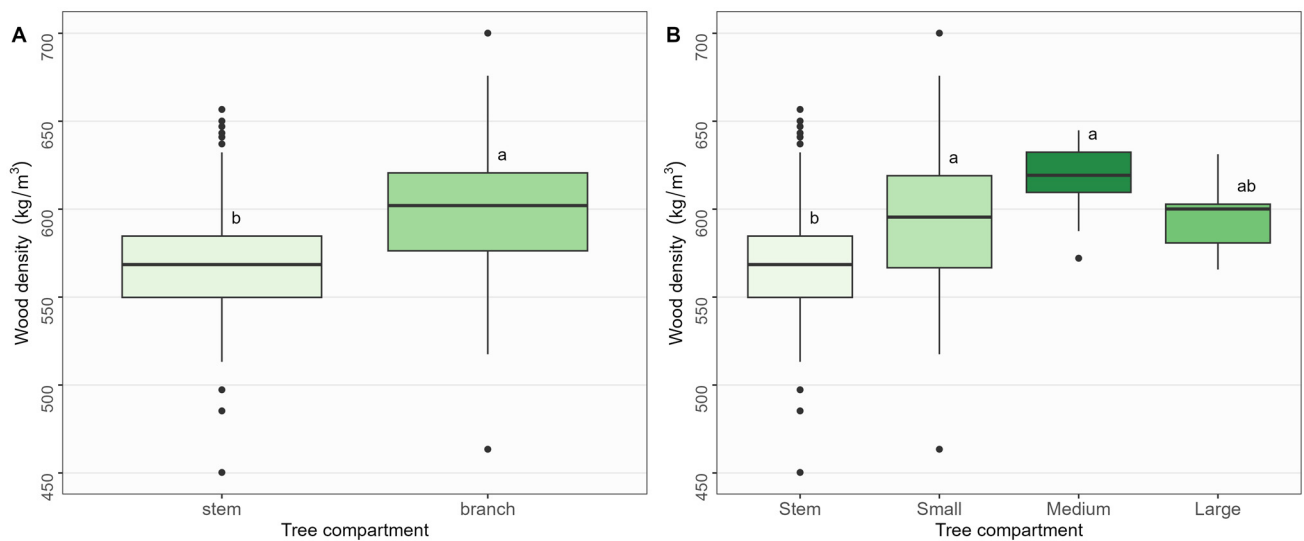 A
Wood density (kg/m³)
700
650
600
550
500
450
b
a
stem
branch
Tree compartment
B
Wood density (kg/m³)
700
650
600
550
500
450
b
a
a
ab
Stem
Small
Medium
Large
Tree compartment